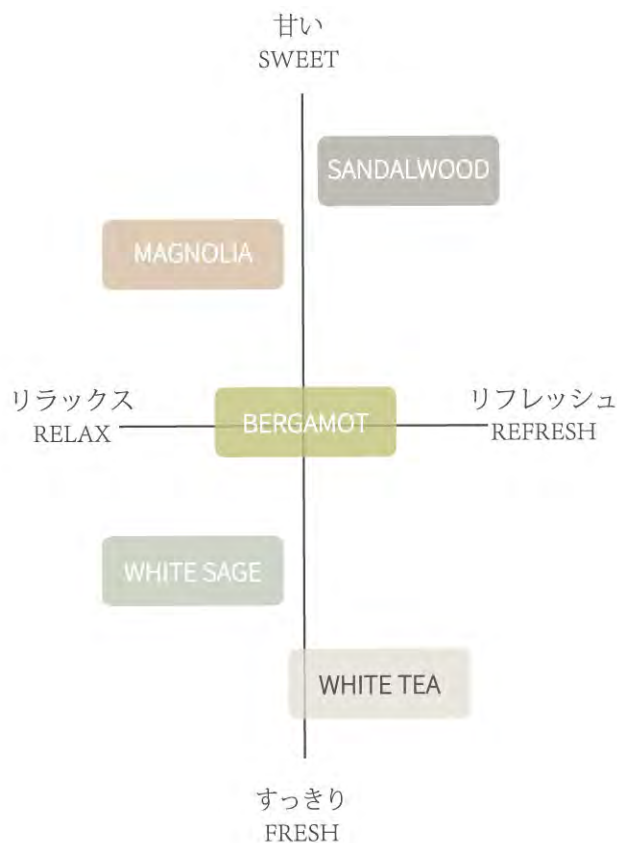 甘い
SWEET
SANDALWOOD
MAGNOLIA
リラックス
RELAX
BERGAMOT
リフレッシュ
REFRESH
WHITE SAGE
WHITE TEA
すっきり
FRESH